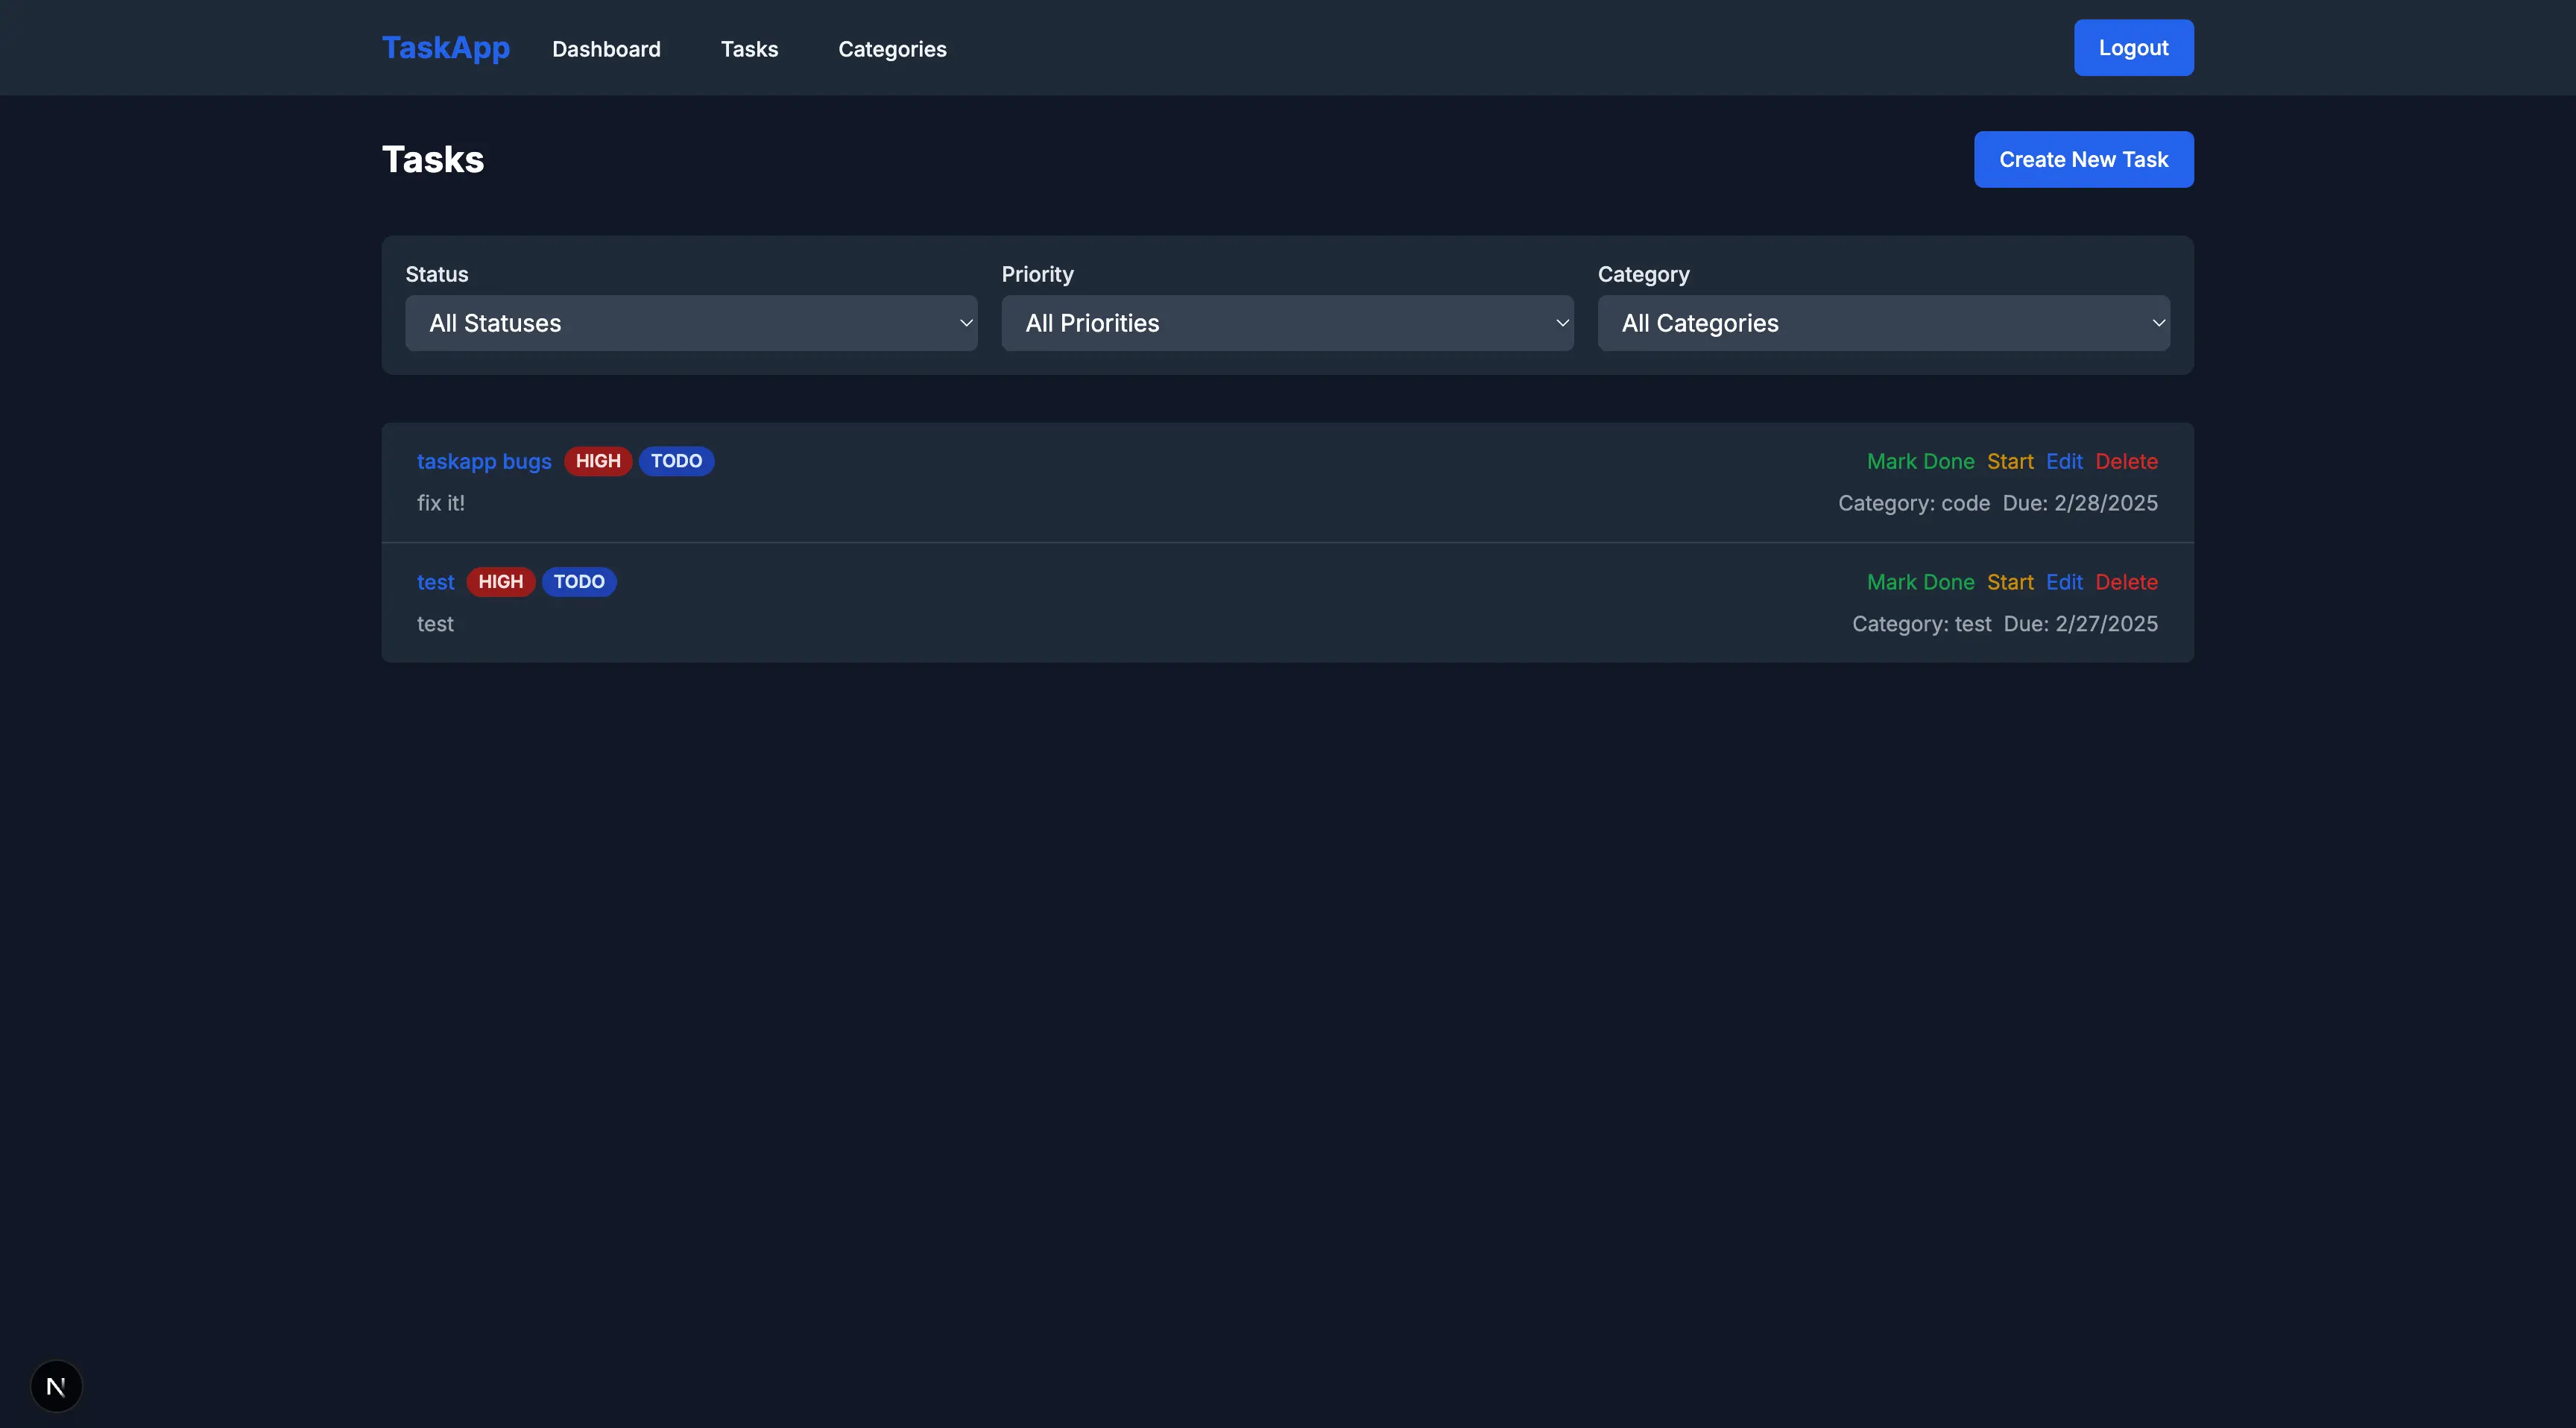 TaskApp Dashboard Tasks Categories Logout
Tasks Create New Task
Status Priority Category
All Statuses All Priorities All Categories
taskapp bugs HIGH TODO Mark Done Start Edit Delete
fix it! Category: code Due: 2/28/2025
test HIGH TODO Mark Done Start Edit Delete
test Category: test Due: 2/27/2025
N